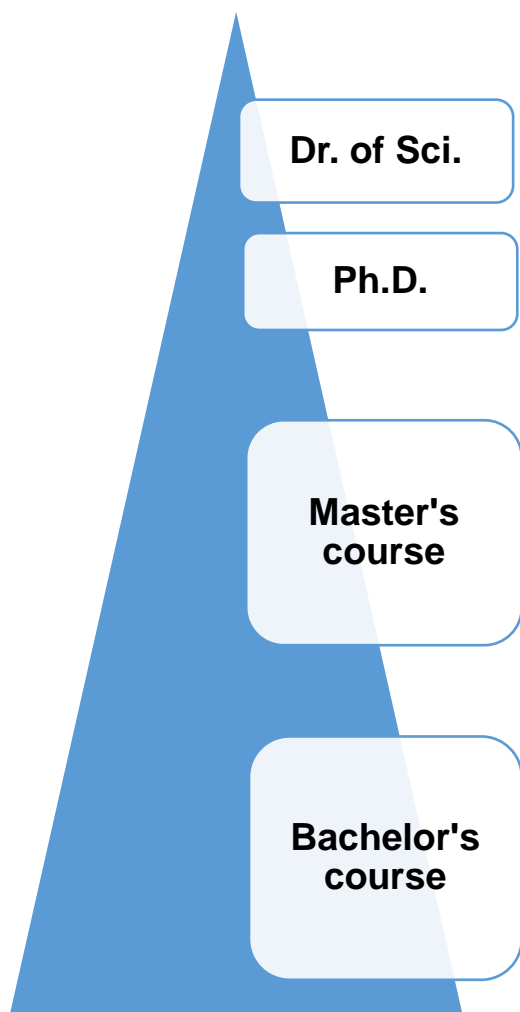 Dr. of Sci.
Ph.D.
Master's
course
Bachelor's
course